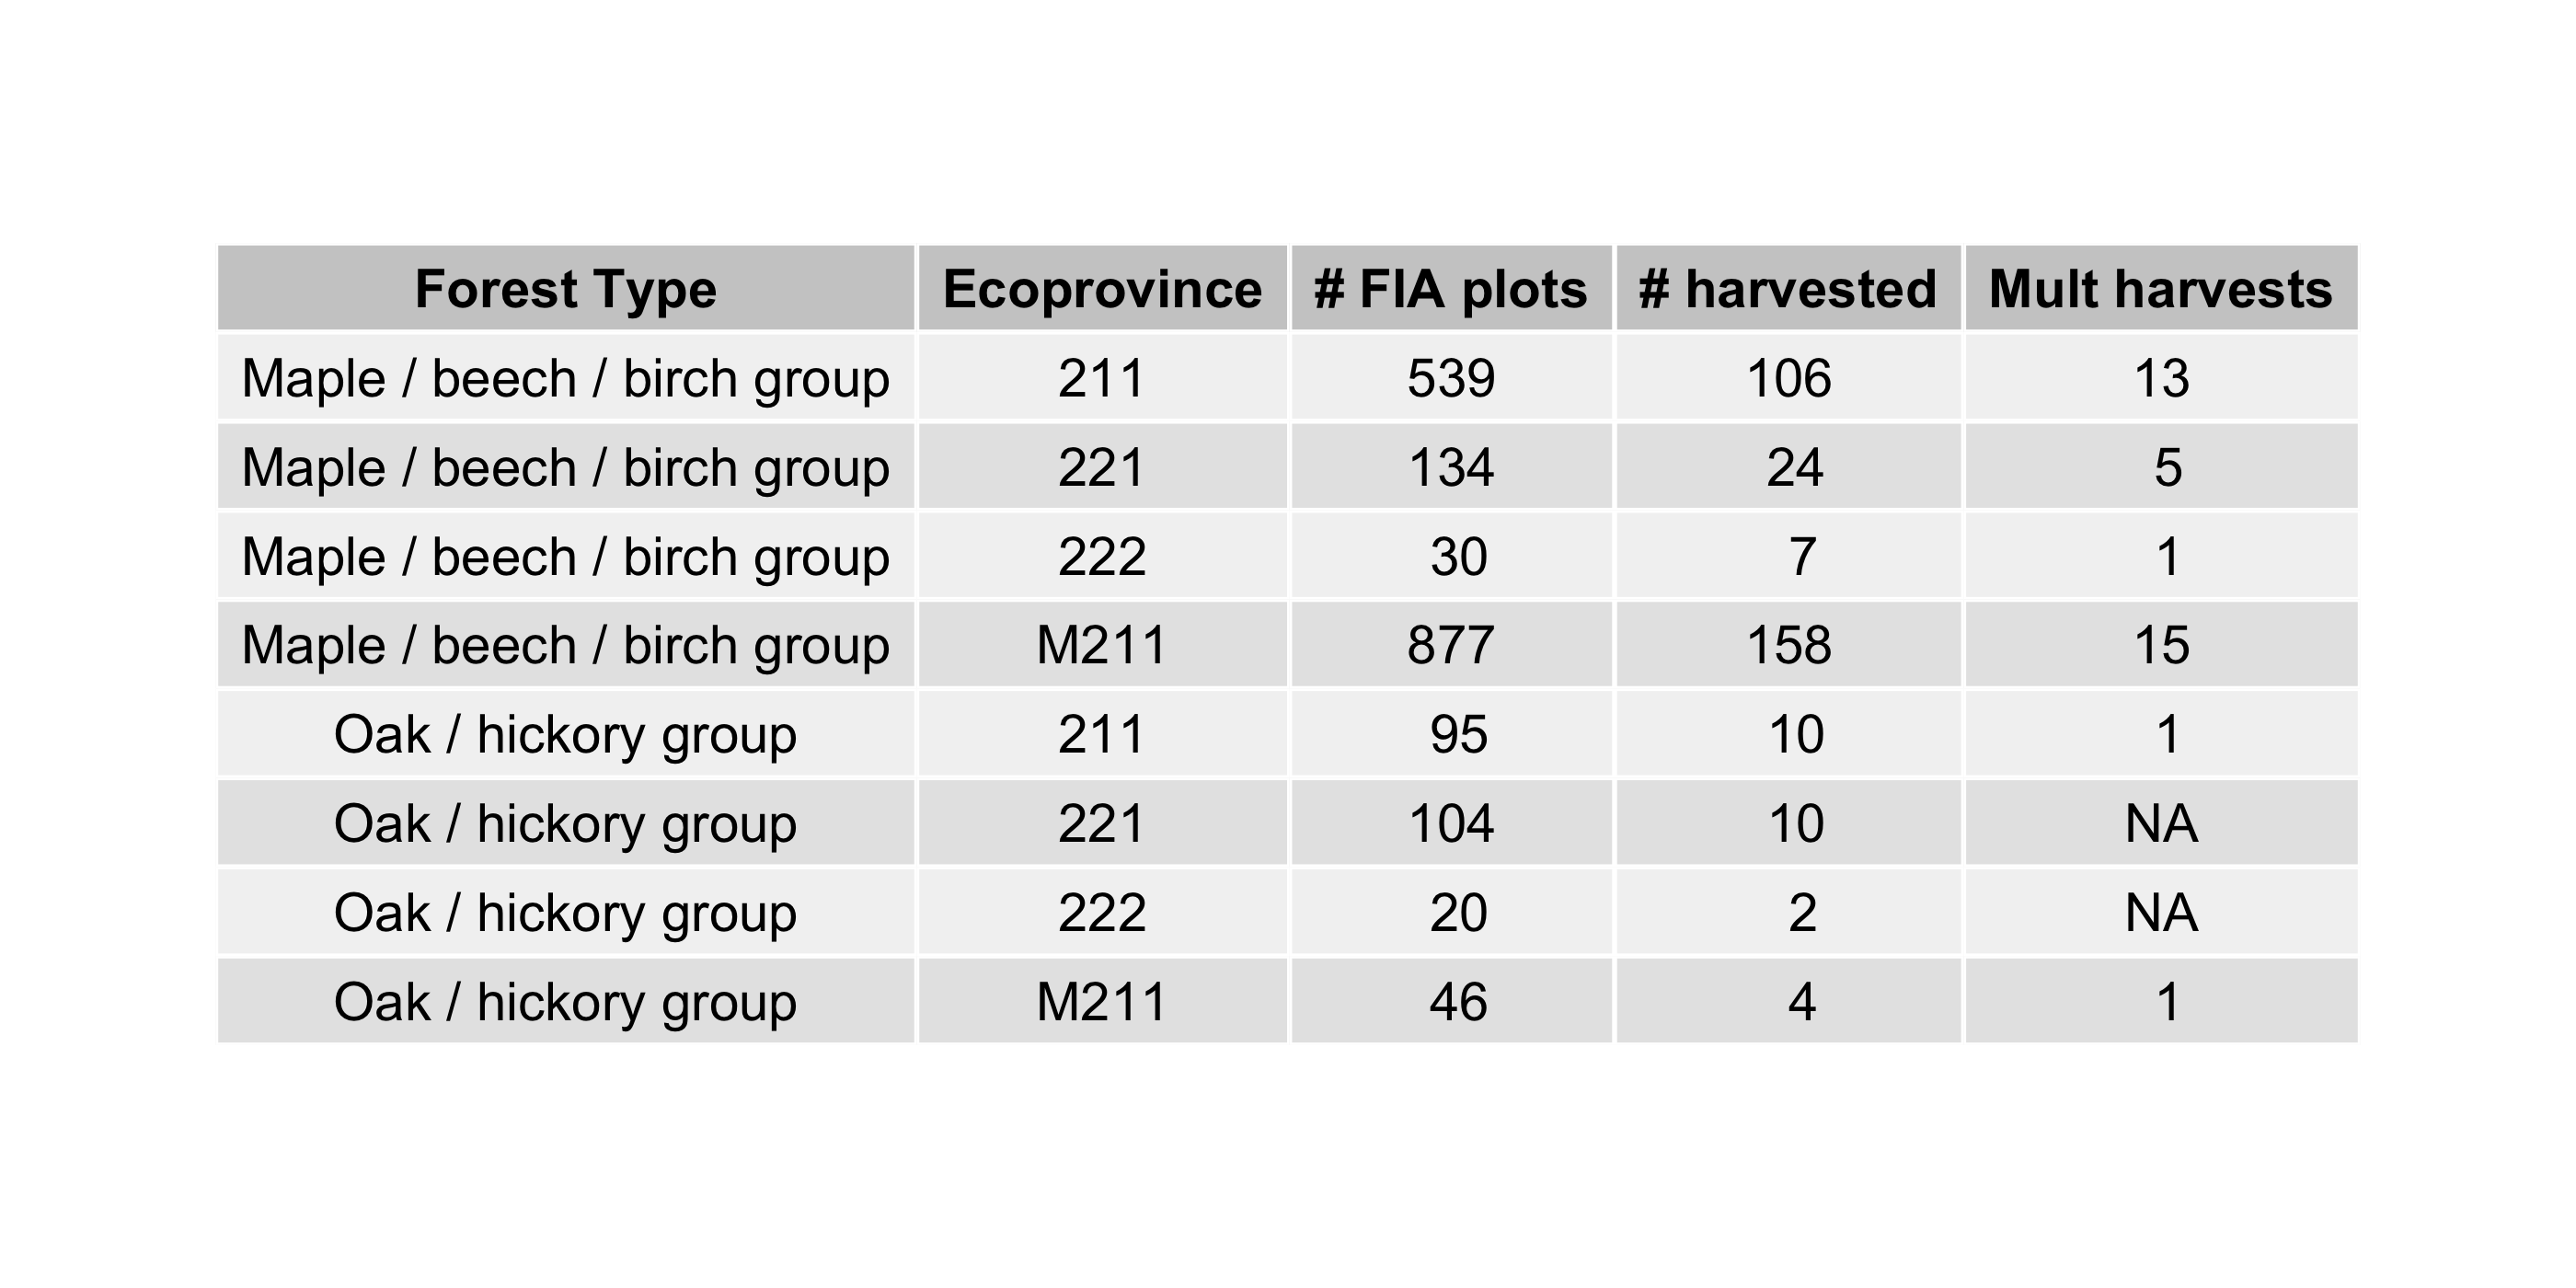 Forest Type Ecoprovince # FIA plots # harvested Mult harvests
Maple / beech / birch group 211 539 106 13
Maple / beech / birch group 221 134 24 5
Maple / beech / birch group 222 30 7 1
Maple / beech / birch group M211 877 158 15
Oak / hickory group 211 95 10 1
Oak / hickory group 221 104 10 NA
Oak / hickory group 222 20 2 NA
Oak / hickory group M211 46 4 1